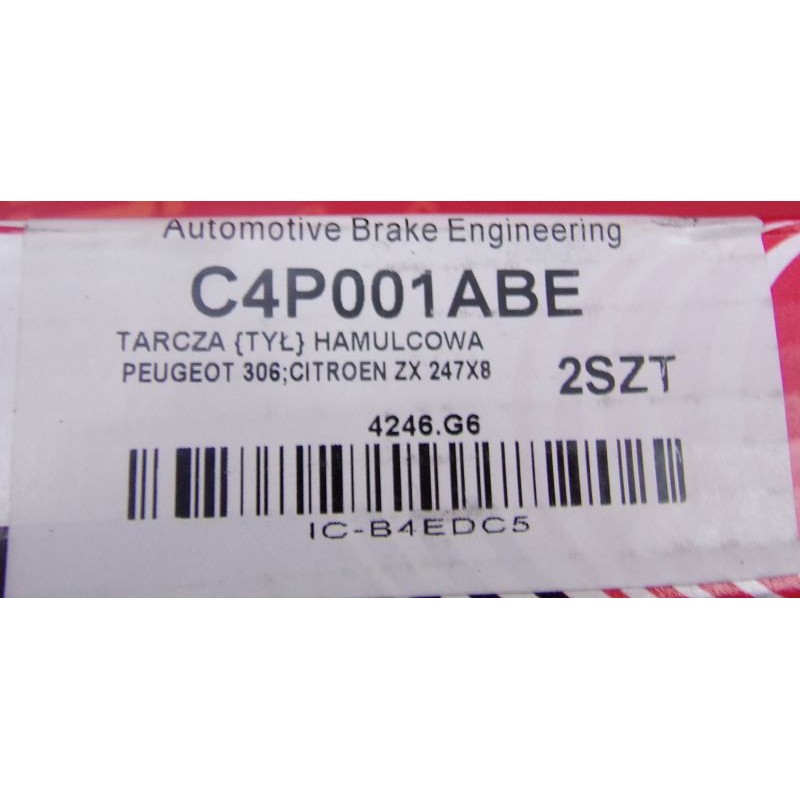 Automotive Brake Engineering
C4P001ABE
TARCZA {TYŁ} HAMULCOWA
PEUGEOT 306;CITROEN ZX 247X8
2SZT
4246.G6
IC-B4EDC5